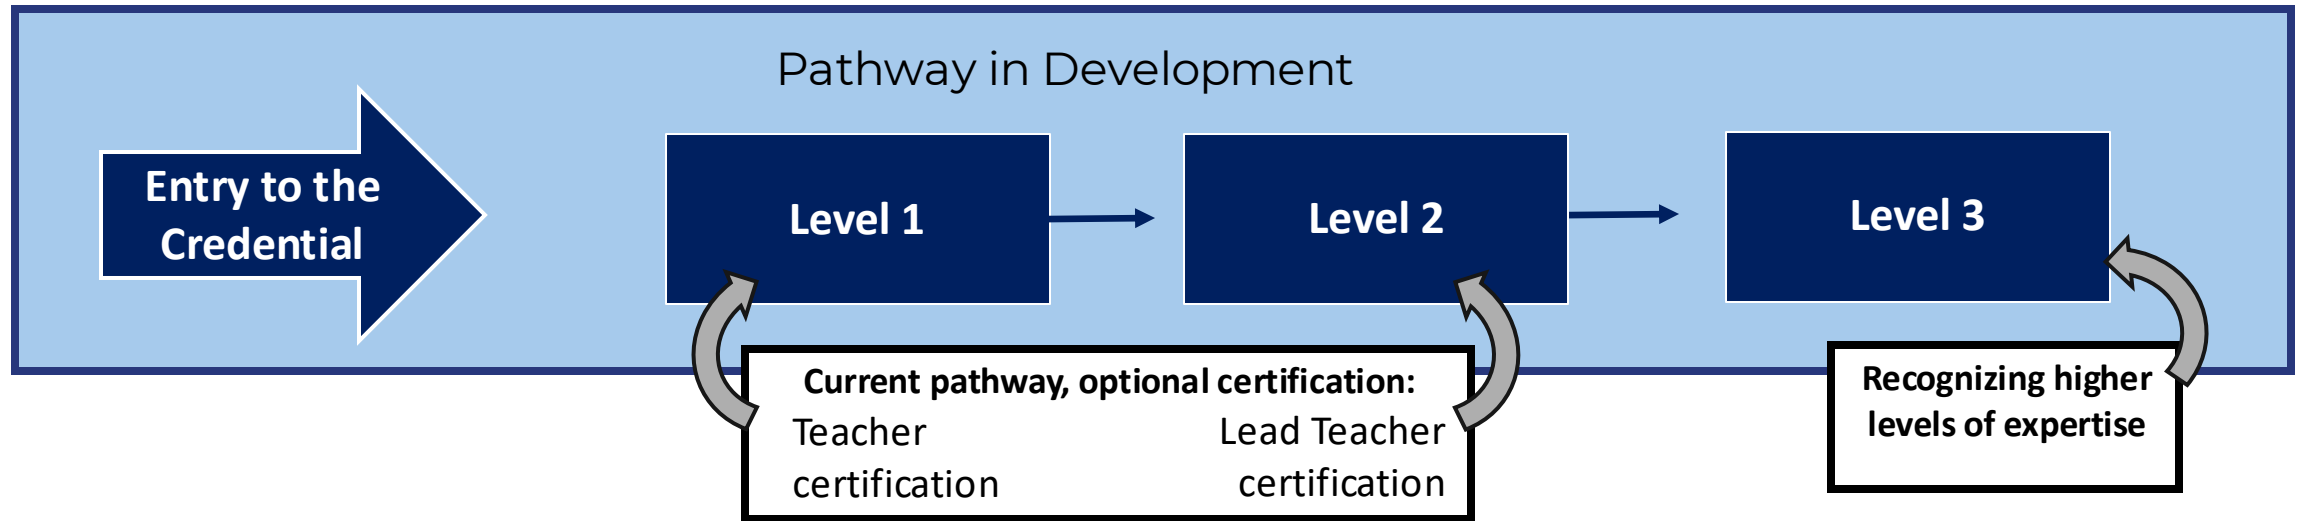 Pathway in Development
Entry to the
Credential
Level 1
Level 2
Level 3
Current pathway, optional certification:
Teacher
certification
Lead Teacher
certification
Recognizing higher
levels of expertise